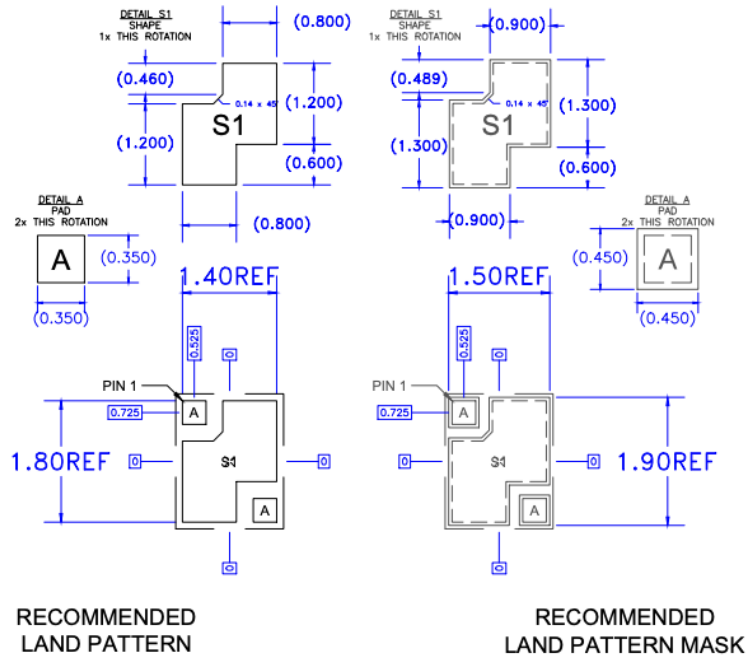 DETAIL S1
SHAPE
1x THIS ROTATION
(0.800)
(0.460)
0.14 x 45°
S1
(1.200)
(1.200)
(0.600)
(0.800)
DETAIL A
PAD
2x THIS ROTATION
A
(0.350)
(0.350)
1.40REF
0.525
0
PIN 1
0.725
A
1.80REF
0
S1
0
A
0
RECOMMENDED
LAND PATTERN
DETAIL S1
SHAPE
1x THIS ROTATION
(0.900)
(0.489)
0.14 x 45°
S1
(1.300)
(1.300)
(0.600)
(0.900)
DETAIL A
PAD
2x THIS ROTATION
A
(0.450)
(0.450)
1.50REF
0.525
0
PIN 1
0.725
A
0
S1
0
1.90REF
A
0
RECOMMENDED
LAND PATTERN MASK